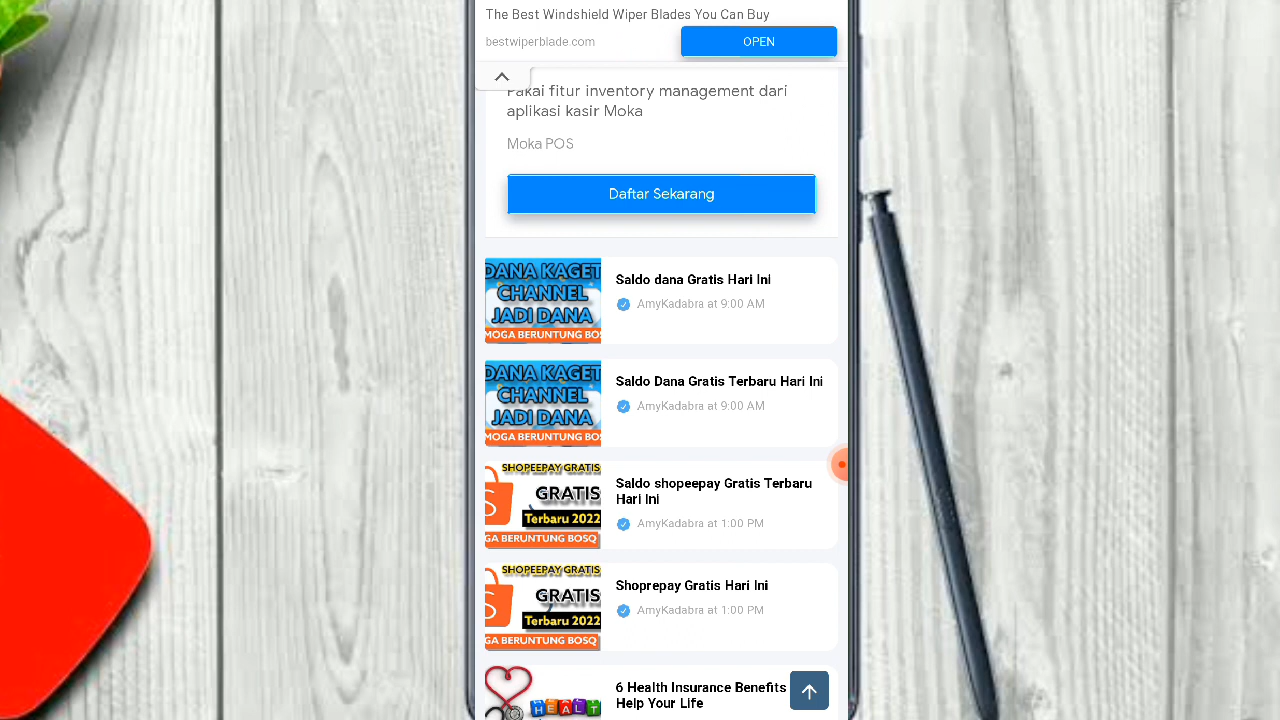 The Best Windshield Wiper Blades You Can Buy
bestwiperblade.com
OPEN
Pakai fitur inventory management dari
aplikasi kasir Moka
Moka POS
Daftar Sekarang
DANA KAGET
CHANNEL
JADI DANA
MOGA BERUNTUNG BOS
Saldo dana Gratis Hari Ini
AmyKadabra at 9:00 AM
DANA KAGET
CHANNEL
JADI DANA
MOGA BERUNTUNG BOS
Saldo Dana Gratis Terbaru Hari Ini
AmyKadabra at 9:00 AM
SHOPEEPAY GRATIS
S
GRATIS
Terbaru 2022
GA BERUNTUNG BOSQ
Saldo shopeepay Gratis Terbaru
Hari Ini
AmyKadabra at 1:00 PM
SHOPEEPAY GRATIS
S
GRATIS
Terbaru 2022
GA BERUNTUNG BOSQ
Shoprepay Gratis Hari Ini
AmyKadabra at 1:00 PM
HEALT
6 Health Insurance Benefits
Help Your Life